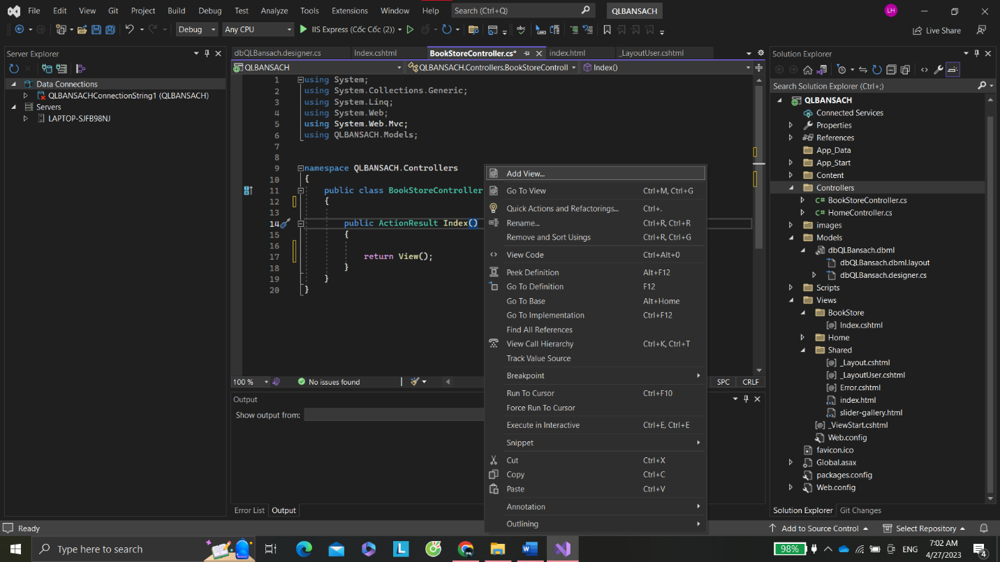 File Edit View Git Project Build Debug Test Analyze Tools Extensions Window Help Search (Ctrl+Q) QLBANSACH LH
Debug Any CPU IIS Express (Cốc Cốc (2)) Live Share
Server Explorer
Data Connections
QLBANSACHConnectionString1 (QLBANSACH)
Servers
LAPTOP-SJFB98NJ
dbQLBansach.designer.cs Index.cshtml BookStoreController.cs* index.html _LayoutUser.cshtml
QLBANSACH QLBANSACH.Controllers.BookStoreControll Index()
1 using System;
2 using System.Collections.Generic;
3 using System.Linq;
4 using System.Web;
5 using System.Web.Mvc;
6 using QLBANSACH.Models;
7
8
9 namespace QLBANSACH.Controllers
10 {
11 public class BookStoreController
12 {
13
14 public ActionResult Index()
15 {
16
17 return View();
18 }
19 }
20 }
100 % No issues found SPC CRLF
Add View...
Go To View Ctrl+M, Ctrl+G
Quick Actions and Refactorings... Ctrl+.
Rename... Ctrl+R, Ctrl+R
Remove and Sort Usings Ctrl+R, Ctrl+G
View Code Ctrl+Alt+0
Peek Definition Alt+F12
Go To Definition F12
Go To Base Alt+Home
Go To Implementation Ctrl+F12
Find All References
View Call Hierarchy Ctrl+K, Ctrl+T
Track Value Source
Breakpoint
Run To Cursor Ctrl+F10
Force Run To Cursor
Execute in Interactive Ctrl+E, Ctrl+E
Snippet
Cut Ctrl+X
Copy Ctrl+C
Paste Ctrl+V
Annotation
Outlining
Output
Show output from:
Error List Output
Solution Explorer
Search Solution Explorer (Ctrl+;)
QLBANSACH
Connected Services
Properties
References
App_Data
App_Start
Content
Controllers
C# BookStoreController.cs
C# HomeController.cs
images
Models
dbQLBansach.dbml
dbQLBansach.dbml.layout
dbQLBansach.designer.cs
Scripts
Views
BookStore
[@] Index.cshtml
Home
Shared
[@] _Layout.cshtml
[@] _LayoutUser.cshtml
[@] Error.cshtml
index.html
slider-gallery.html
[@] _ViewStart.cshtml
Web.config
favicon.ico
Global.asax
packages.config
Web.config
Solution Explorer Git Changes
Ready Add to Source Control Select Repository
Type here to search 98% ENG 7:02 AM
4/27/2023 4